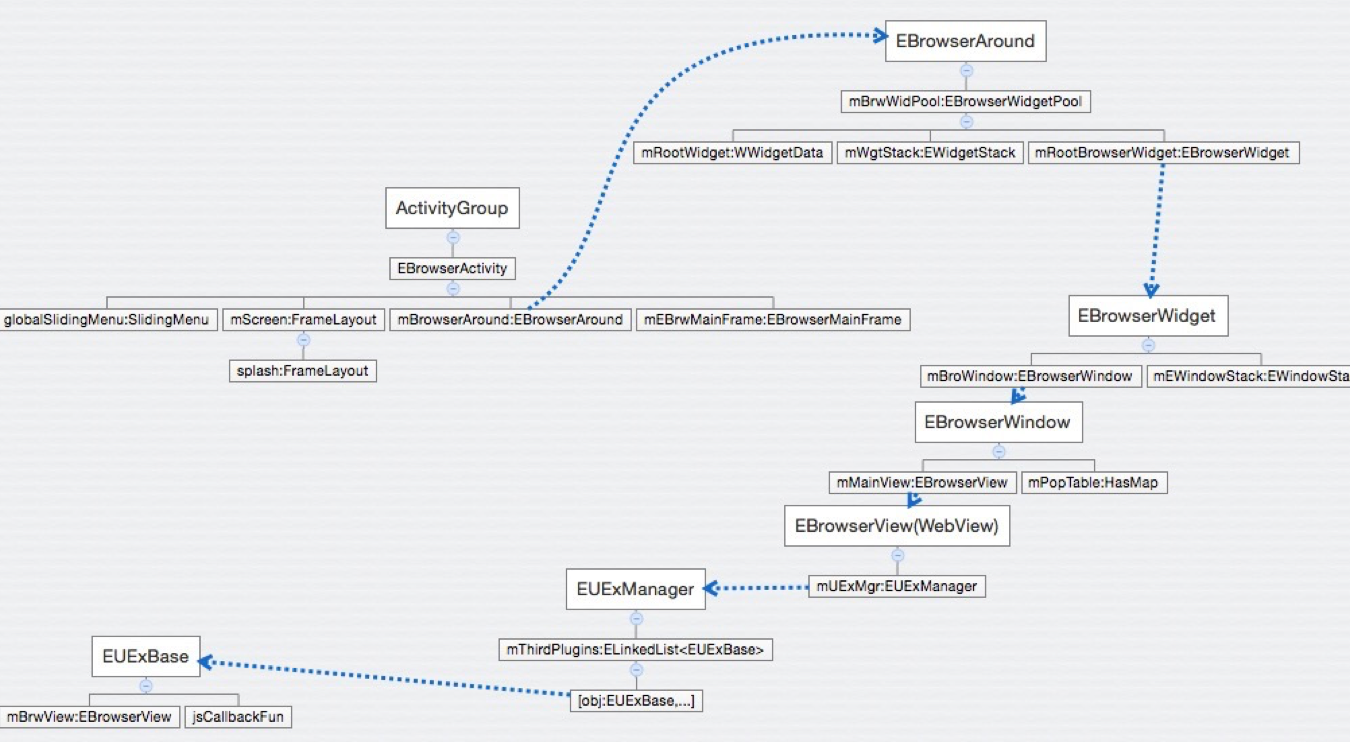 EBrowserAround
mBrwWidPool:EBrowserWidgetPool
mRootWidget:WWidgetData
mWgtStack:EWidgetStack
mRootBrowserWidget:EBrowserWidget
ActivityGroup
EBrowserActivity
globalSlidingMenu:SlidingMenu
mScreen:FrameLayout
mBrowserAround:EBrowserAround
mEBrwMainFrame:EBrowserMainFrame
splash:FrameLayout
EBrowserWidget
mBroWindow:EBrowserWindow
mEWindowStack:EWindowSta
EBrowserWindow
mMainView:EBrowserView
mPopTable:HasMap
EBrowserView(WebView)
mUExMgr:EUExManager
EUExManager
mThirdPlugins:ELinkedList<EUExBase>
[obj:EUExBase,...]
EUExBase
mBrwView:EBrowserView
jsCallbackFun